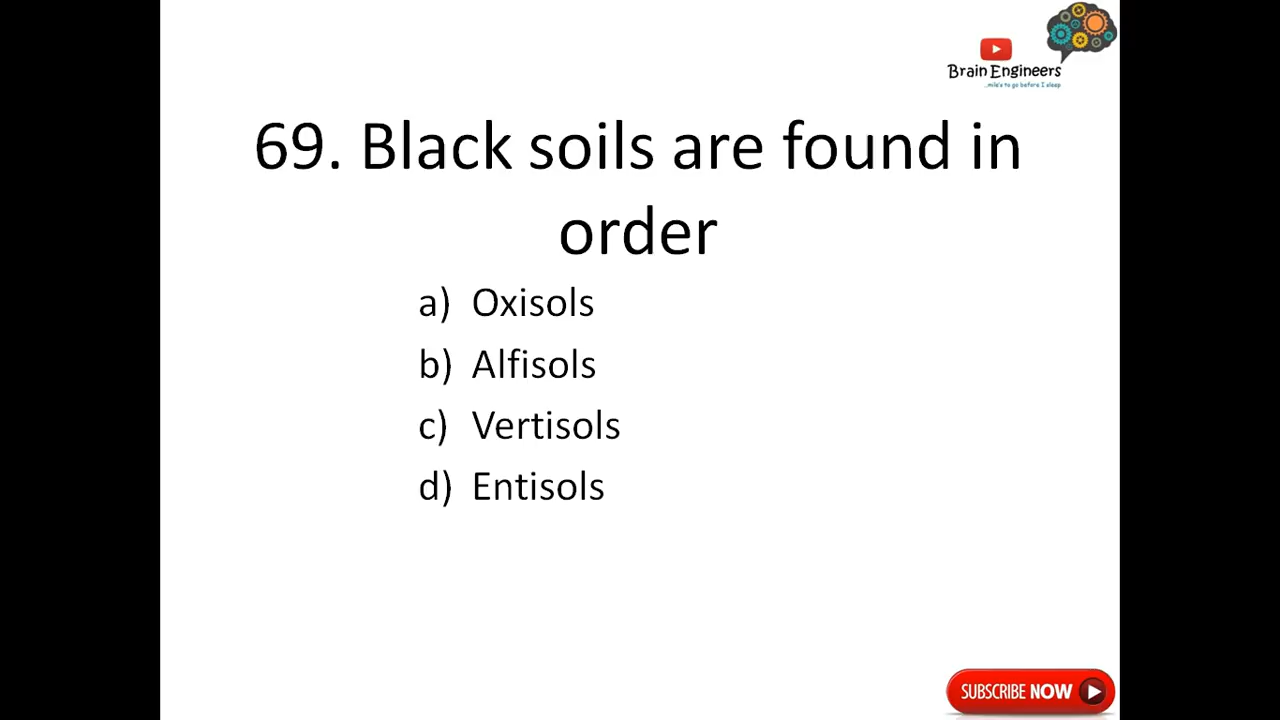 Brain Engineers
...mile's to go before I sleep
69. Black soils are found in
order
a) Oxisols
b) Alfisols
c) Vertisols
d) Entisols
SUBSCRIBE NOW